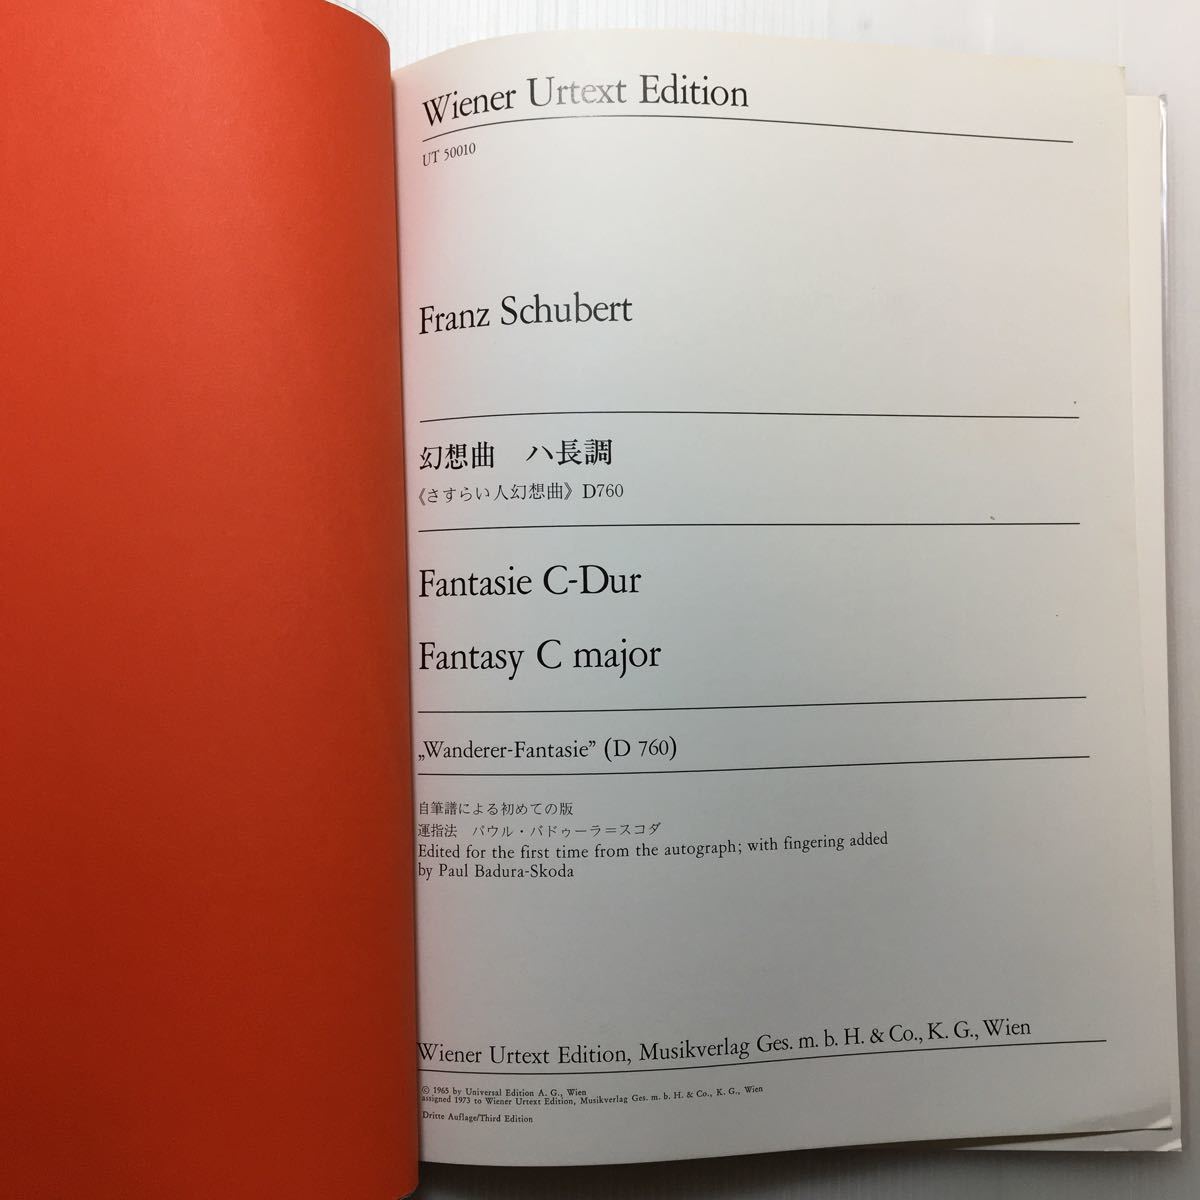 Wiener Urtext Edition
UT 50010
Franz Schubert
幻想曲　ハ長調
《さすらい人幻想曲》D760
Fantasie C-Dur
Fantasy C major
„Wanderer-Fantasie” (D 760)
自筆譜による初めての版
運指法　パウル・バドゥーラ＝スコダ
Edited for the first time from the autograph; with fingering added
by Paul Badura-Skoda
Wiener Urtext Edition, Musikverlag Ges. m. b. H. & Co., K. G., Wien
© 1965 by Universal Edition A. G., Wien
assigned 1973 to Wiener Urtext Edition, Musikverlag Ges. m. b. H. & Co., K. G., Wien
Dritte Auflage/Third Edition